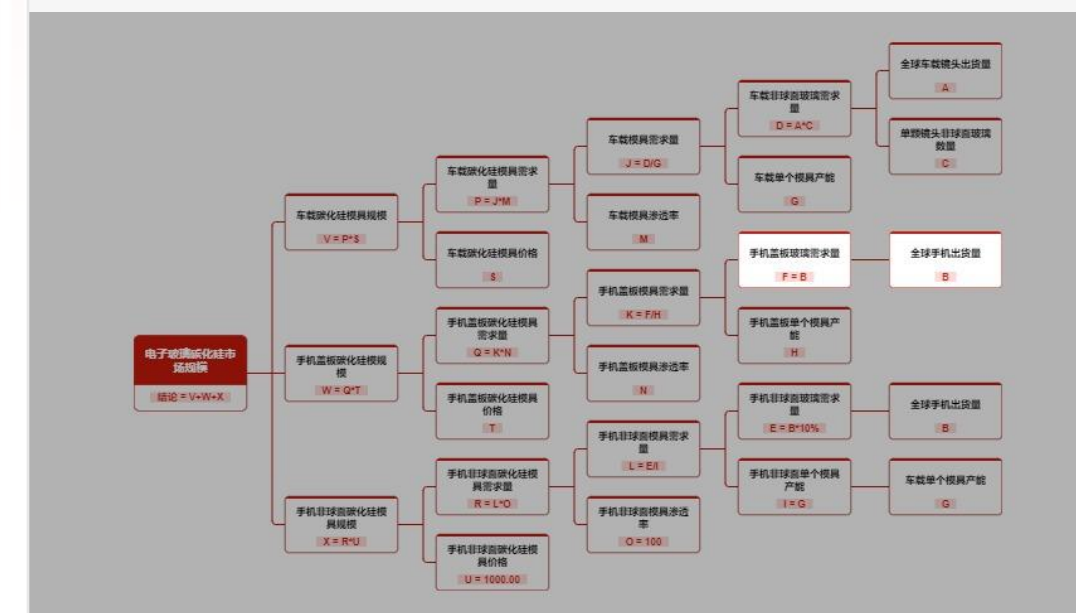 全球车载镜头出货量
A
车载非球面玻璃需求
量
D = A*C
单颗镜头非球面玻璃
数量
C
车载模具需求量
J = D/G
车载单个模具产能
G
车载碳化硅模具需求
量
P = J*M
车载模具渗透率
M
车载碳化硅模具规模
V = P*S
车载碳化硅模具价格
S
手机盖板玻璃需求量
F = B
全球手机出货量
B
手机盖板模具需求量
K = F/H
手机盖板单个模具产
能
H
手机盖板碳化硅模具
需求量
Q = K*N
手机盖板模具渗透率
N
电子玻璃碳化硅市
场规模
结论 = V+W+X
手机盖板碳化硅模规
模
W = Q*T
手机盖板碳化硅模具
价格
T
手机非球面玻璃需求
量
E = B*10%
全球手机出货量
B
手机非球面模具需求
量
L = E/I
手机非球面单个模具
产能
I = G
车载单个模具产能
G
手机非球面碳化硅模
具需求量
R = L*O
手机非球面模具渗透
率
O = 100
手机非球面碳化硅模
具规模
X = R*U
手机非球面碳化硅模
具价格
U = 1000.00